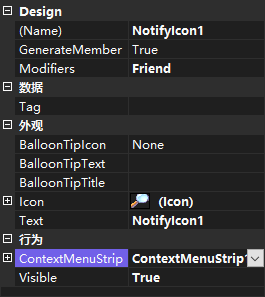 Design
(Name) NotifyIcon1
GenerateMember True
Modifiers Friend
数据
Tag
外观
BalloonTipIcon None
BalloonTipText
BalloonTipTitle
Icon (Icon)
Text NotifyIcon1
行为
ContextMenuStrip ContextMenuStrip1
Visible True